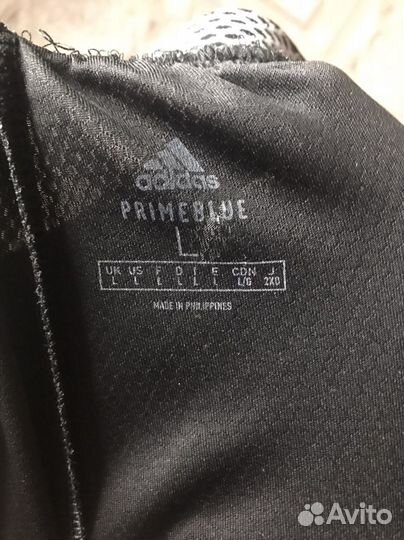 adidas
PRIMEBLUE
L
UK US F D I E CDN J
L L L L L L L/G 2XO
MADE IN PHILIPPINES
Avito